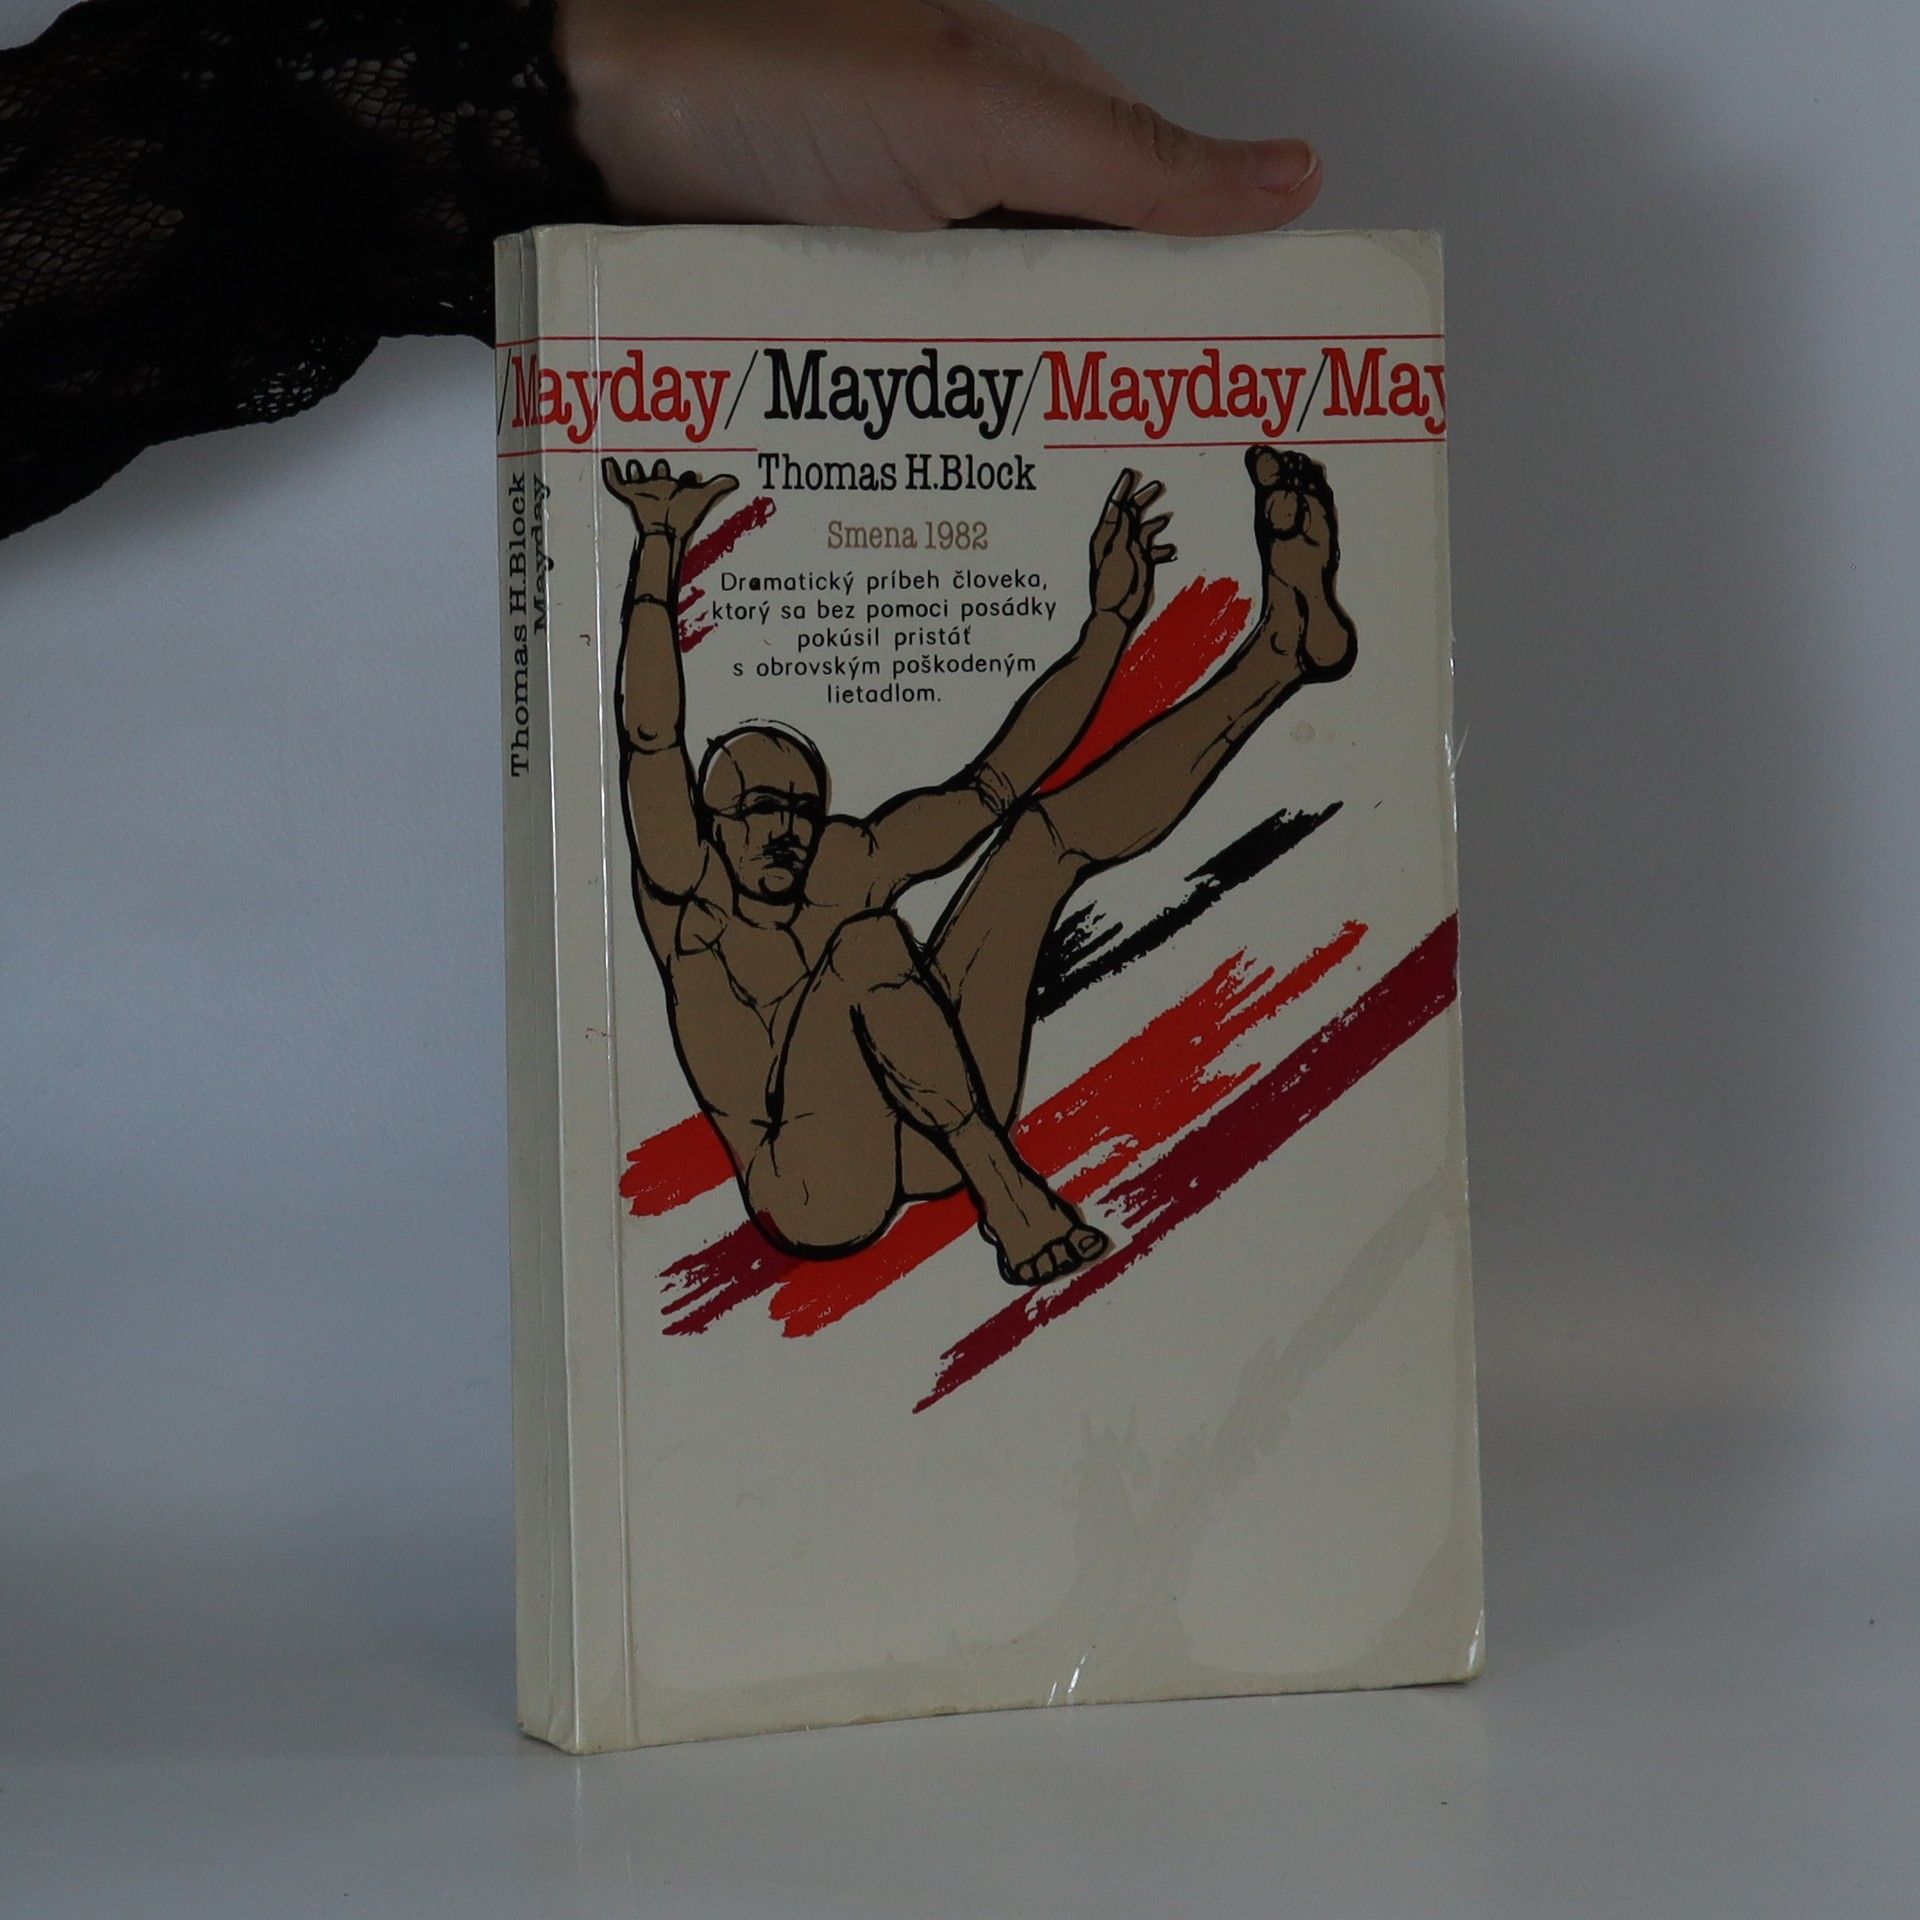 /Mayday/Mayday/Mayday/May
Thomas H.Block
Smena 1982
Dramatický príbeh človeka,
ktorý sa bez pomoci posádky
pokúsil pristáť
s obrovským poškodeným
lietadlom.
Thomas H.Block
Mayday